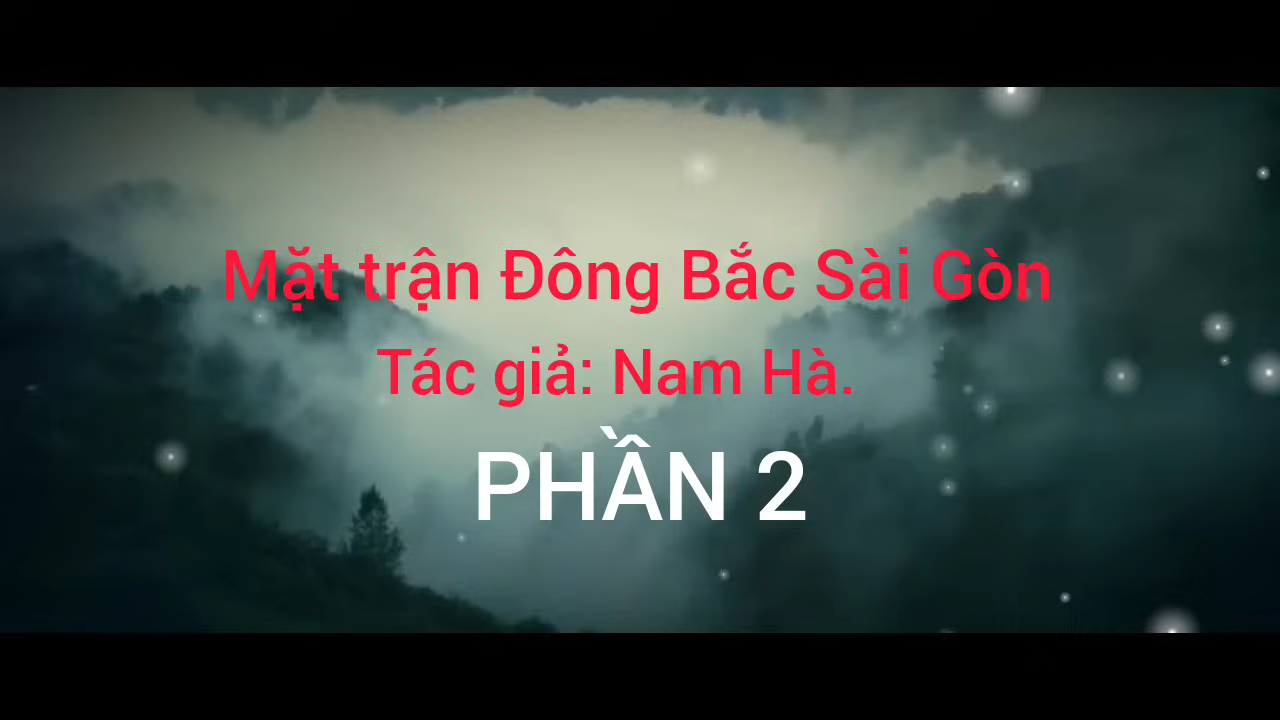 Mặt trận Đông Bắc Sài Gòn
Tác giả: Nam Hà.
PHẦN 2